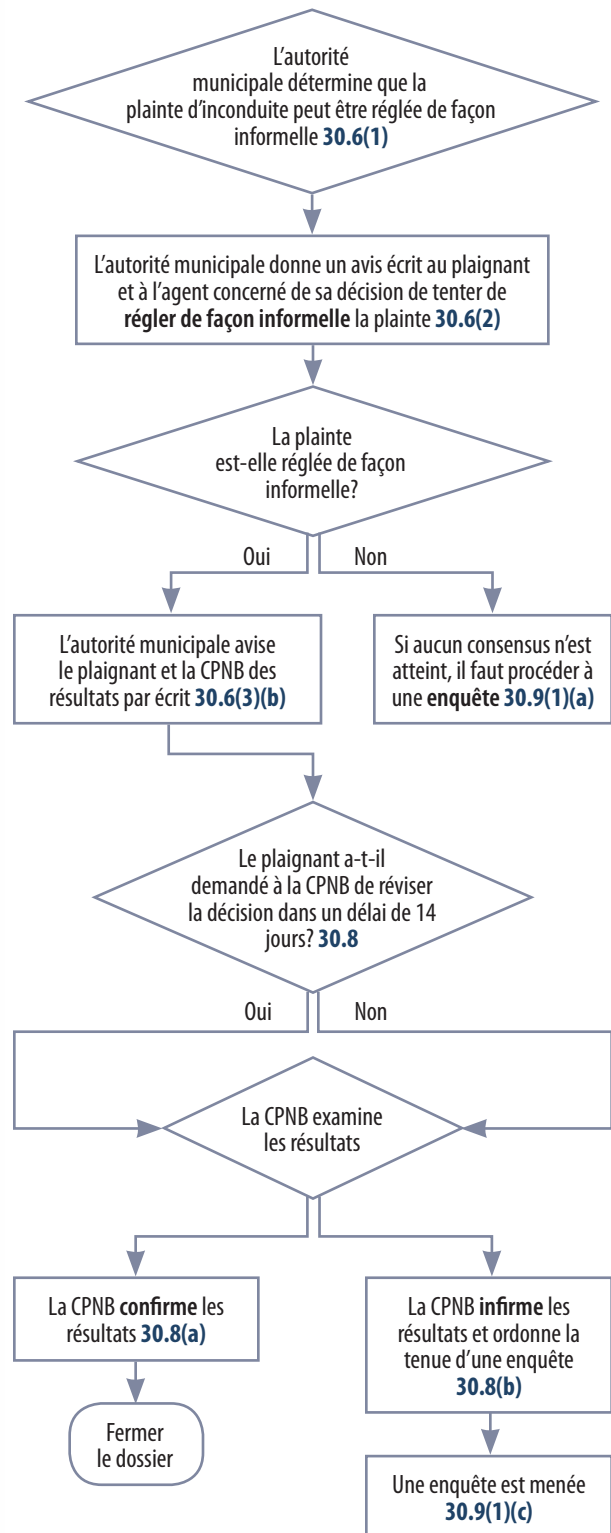 L'autorité
municipale détermine que la
plainte d'inconduite peut être réglée de façon
informelle 30.6(1)
L'autorité municipale donne un avis écrit au plaignant
et à l'agent concerné de sa décision de tenter de
régler de façon informelle la plainte 30.6(2)
La plainte
est-elle réglée de façon
informelle?
Oui
Non
L'autorité municipale avise
le plaignant et la CPNB des
résultats par écrit 30.6(3)(b)
Si aucun consensus n'est
atteint, il faut procéder à
une enquête 30.9(1)(a)
Le plaignant a-t-il
demandé à la CPNB de réviser
la décision dans un délai de 14
jours? 30.8
Oui
Non
La CPNB examine
les résultats
La CPNB confirme les
résultats 30.8(a)
La CPNB infirme les
résultats et ordonne la
tenue d'une enquête
30.8(b)
Fermer
le dossier
Une enquête est menée
30.9(1)(c)